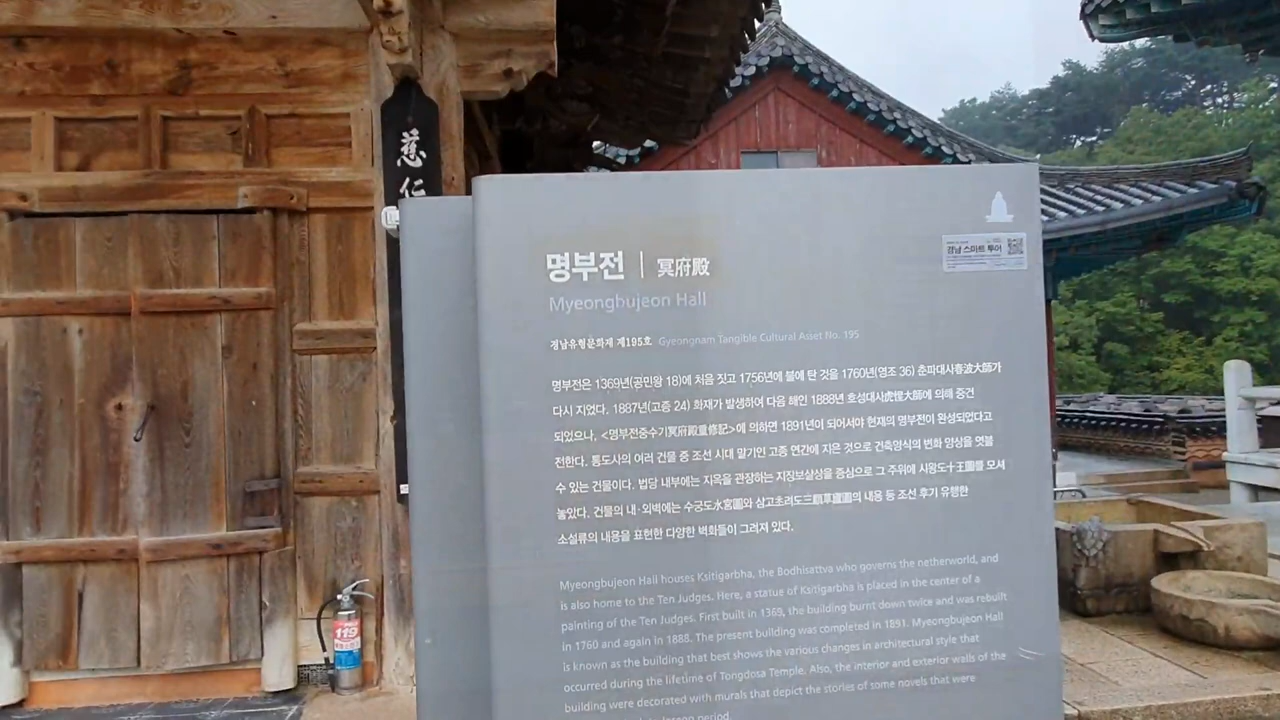 慈
仁
명부전 | 冥府殿
Myeongbujeon Hall
경남 스마트 투어
경남유형문화재 제195호 Gyeongnam Tangible Cultural Asset No. 195
명부전은 1369년(공민왕 18)에 처음 짓고 1756년에 불에 탄 것을 1760년(영조 36) 춘파대사春波大師가
다시 지었다. 1887년(고종 24) 화재가 발생하여 다음 해인 1888년 호성대사虎惺大師에 의해 중건
되었으나, <명부전중수기冥府殿重修記>에 의하면 1891년이 되어서야 현재의 명부전이 완성되었다고
전한다. 통도사의 여러 건물 중 조선 시대 말기인 고종 연간에 지은 것으로 건축양식의 변화 양상을 엿볼
수 있는 건물이다. 법당 내부에는 지옥을 관장하는 지장보살상을 중심으로 그 주위에 시왕도十王圖를 모셔
놓았다. 건물의 내·외벽에는 수궁도水宮圖와 삼고초려도三顧草廬圖의 내용 등 조선 후기 유행한
소설류의 내용을 표현한 다양한 벽화들이 그려져 있다.
Myeongbujeon Hall houses Ksitigarbha, the Bodhisattva who governs the netherworld, and
is also home to the Ten Judges. Here, a statue of Ksitigarbha is placed in the center of a
painting of the Ten Judges. First built in 1369, the building burnt down twice and was rebuilt
in 1760 and again in 1888. The present building was completed in 1891. Myeongbujeon Hall
is known as the building that best shows the various changes in architectural style that
occurred during the lifetime of Tongdosa Temple. Also, the interior and exterior walls of the
building were decorated with murals that depict the stories of some novels that were
period.
119